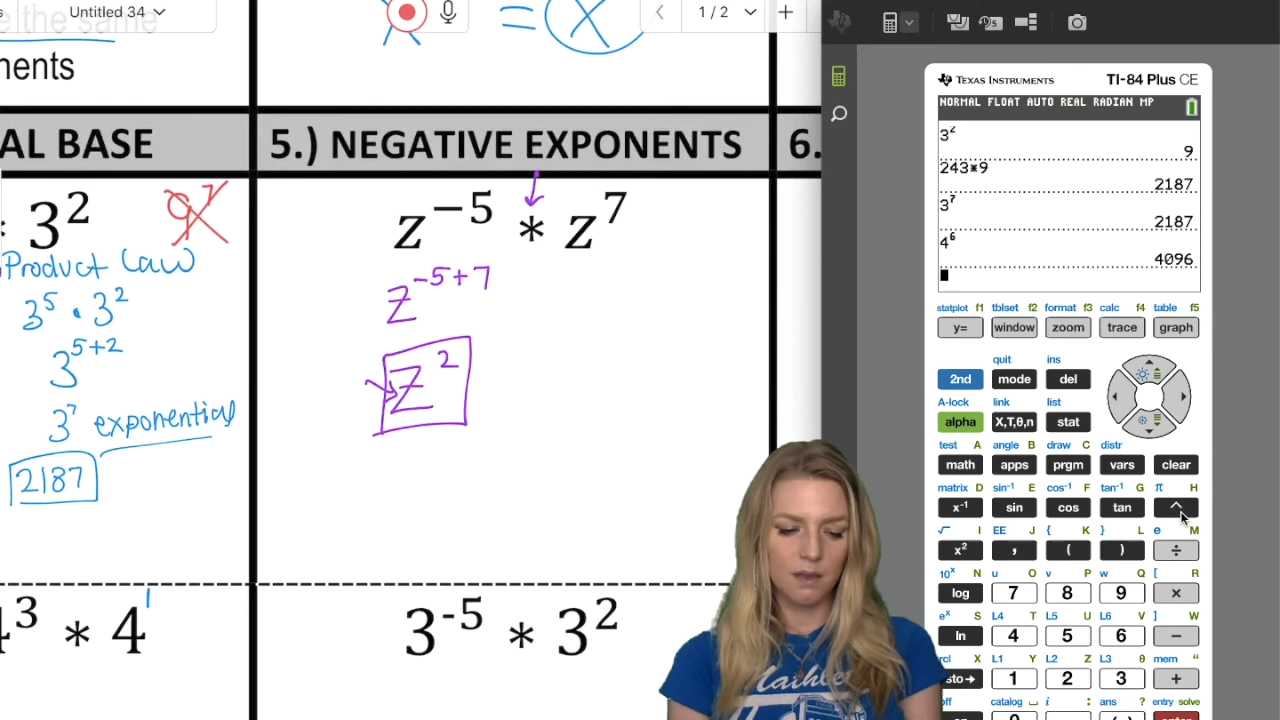 e the same
Untitled 34
1 / 2
= x
nents
AL BASE
5.) NEGATIVE EXPONENTS
6.
* 3²
9⁷
z⁻⁵ * z⁷
Product Law
3⁵ · 3²
3⁵⁺²
3⁷ exponential
2187
z⁻⁵⁺⁷
z²
4³ * 4¹
3⁻⁵ * 3²
TEXAS INSTRUMENTS TI-84 Plus CE
NORMAL FLOAT AUTO REAL RADIAN MP
3²
9
243*9
2187
3⁷
2187
4⁶
4096
statplot f1 tblset f2 format f3 calc f4 table f5
y= window zoom trace graph
quit ins
2nd mode del
A-lock link list
alpha X,T,θ,n stat
test A angle B draw C distr
math apps prgm vars clear
matrix D sin⁻¹ E cos⁻¹ F tan⁻¹ G π H
x⁻¹ sin cos tan ^
√ I EE J { K } L e M
x² , ( ) ÷
10ˣ N u O v P w Q [ R
log 7 8 9 ×
eˣ S L4 T L5 U L6 V ] W
ln 4 5 6 −
rcl X L1 Y L2 Z L3 θ mem "
sto→ 1 2 3 +
off catalog i : ans ? entry solve